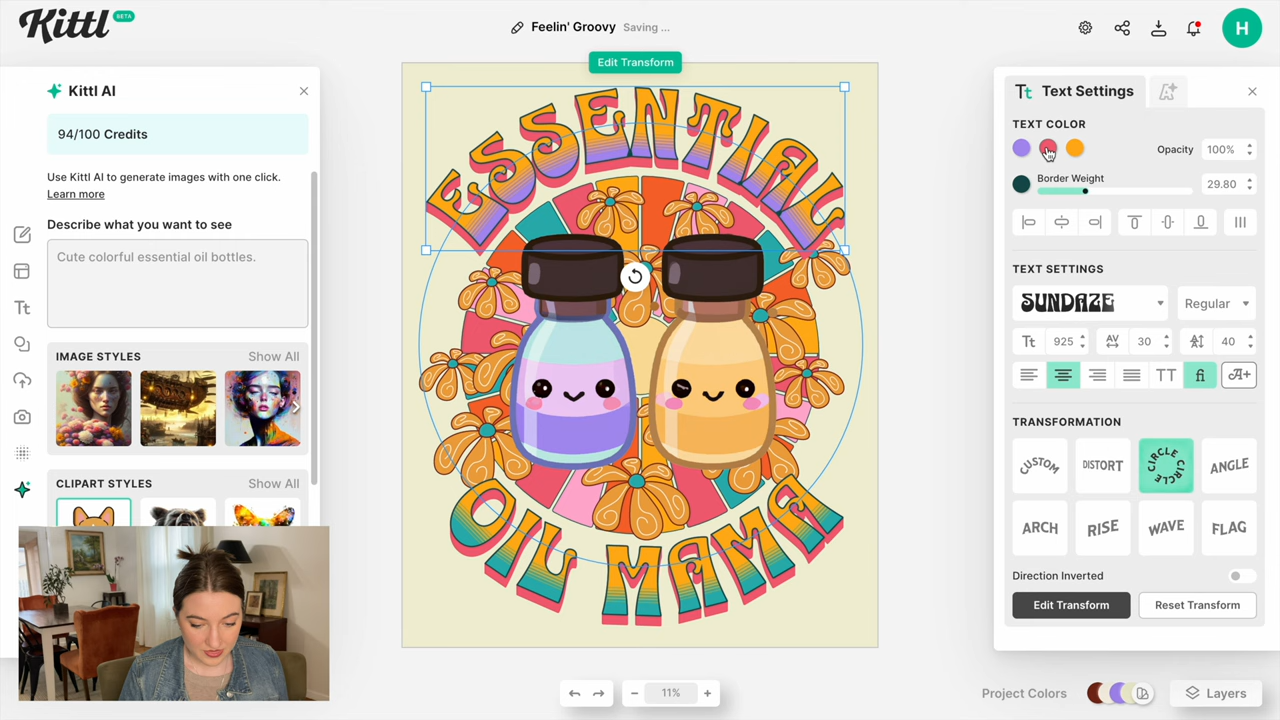 Kittl BETA
Feelin' Groovy Saving ...
H
Edit Transform
Kittl AI
94/100 Credits
Use Kittl AI to generate images with one click.
Learn more
Describe what you want to see
Cute colorful essential oil bottles.
IMAGE STYLES Show All
CLIPART STYLES Show All
ESSENTIAL
OIL MAMA
Tt Text Settings
TEXT COLOR
Opacity 100%
Border Weight 29.80
TEXT SETTINGS
SUNDAZE Regular
Tt 925 AV 30 40
TT fi A+
TRANSFORMATION
CUSTOM DISTORT CIRCLE CIRCLE ANGLE
ARCH RISE WAVE FLAG
Direction Inverted
Edit Transform Reset Transform
11%
Project Colors Layers